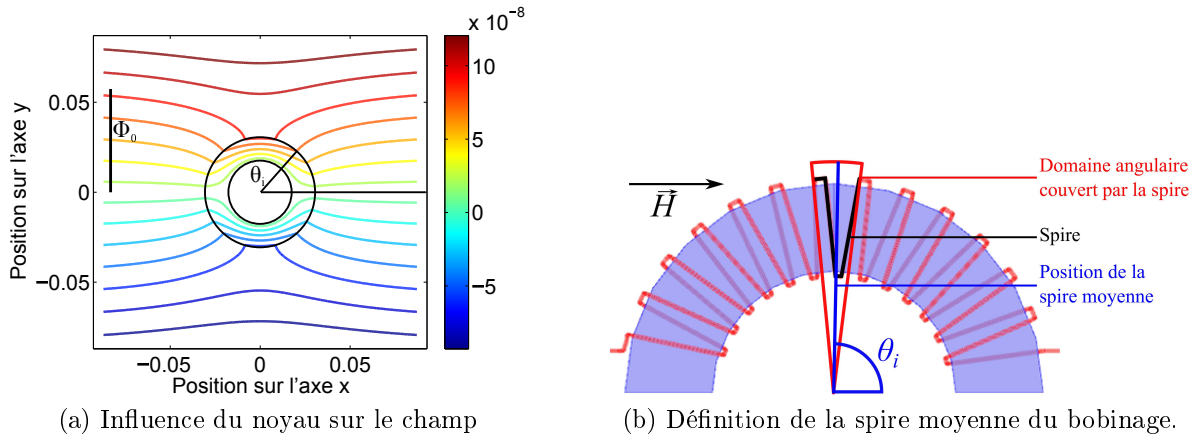 x 10⁻⁸
10
5
0
−5
0.05
0
−0.05
Position sur l'axe y
Φ₀
θᵢ
−0.05
0
0.05
Position sur l'axe x
(a) Influence du noyau sur le champ
H⃗
Domaine angulaire
couvert par la spire
Spire
Position de la
spire moyenne
θᵢ
(b) Définition de la spire moyenne du bobinage.